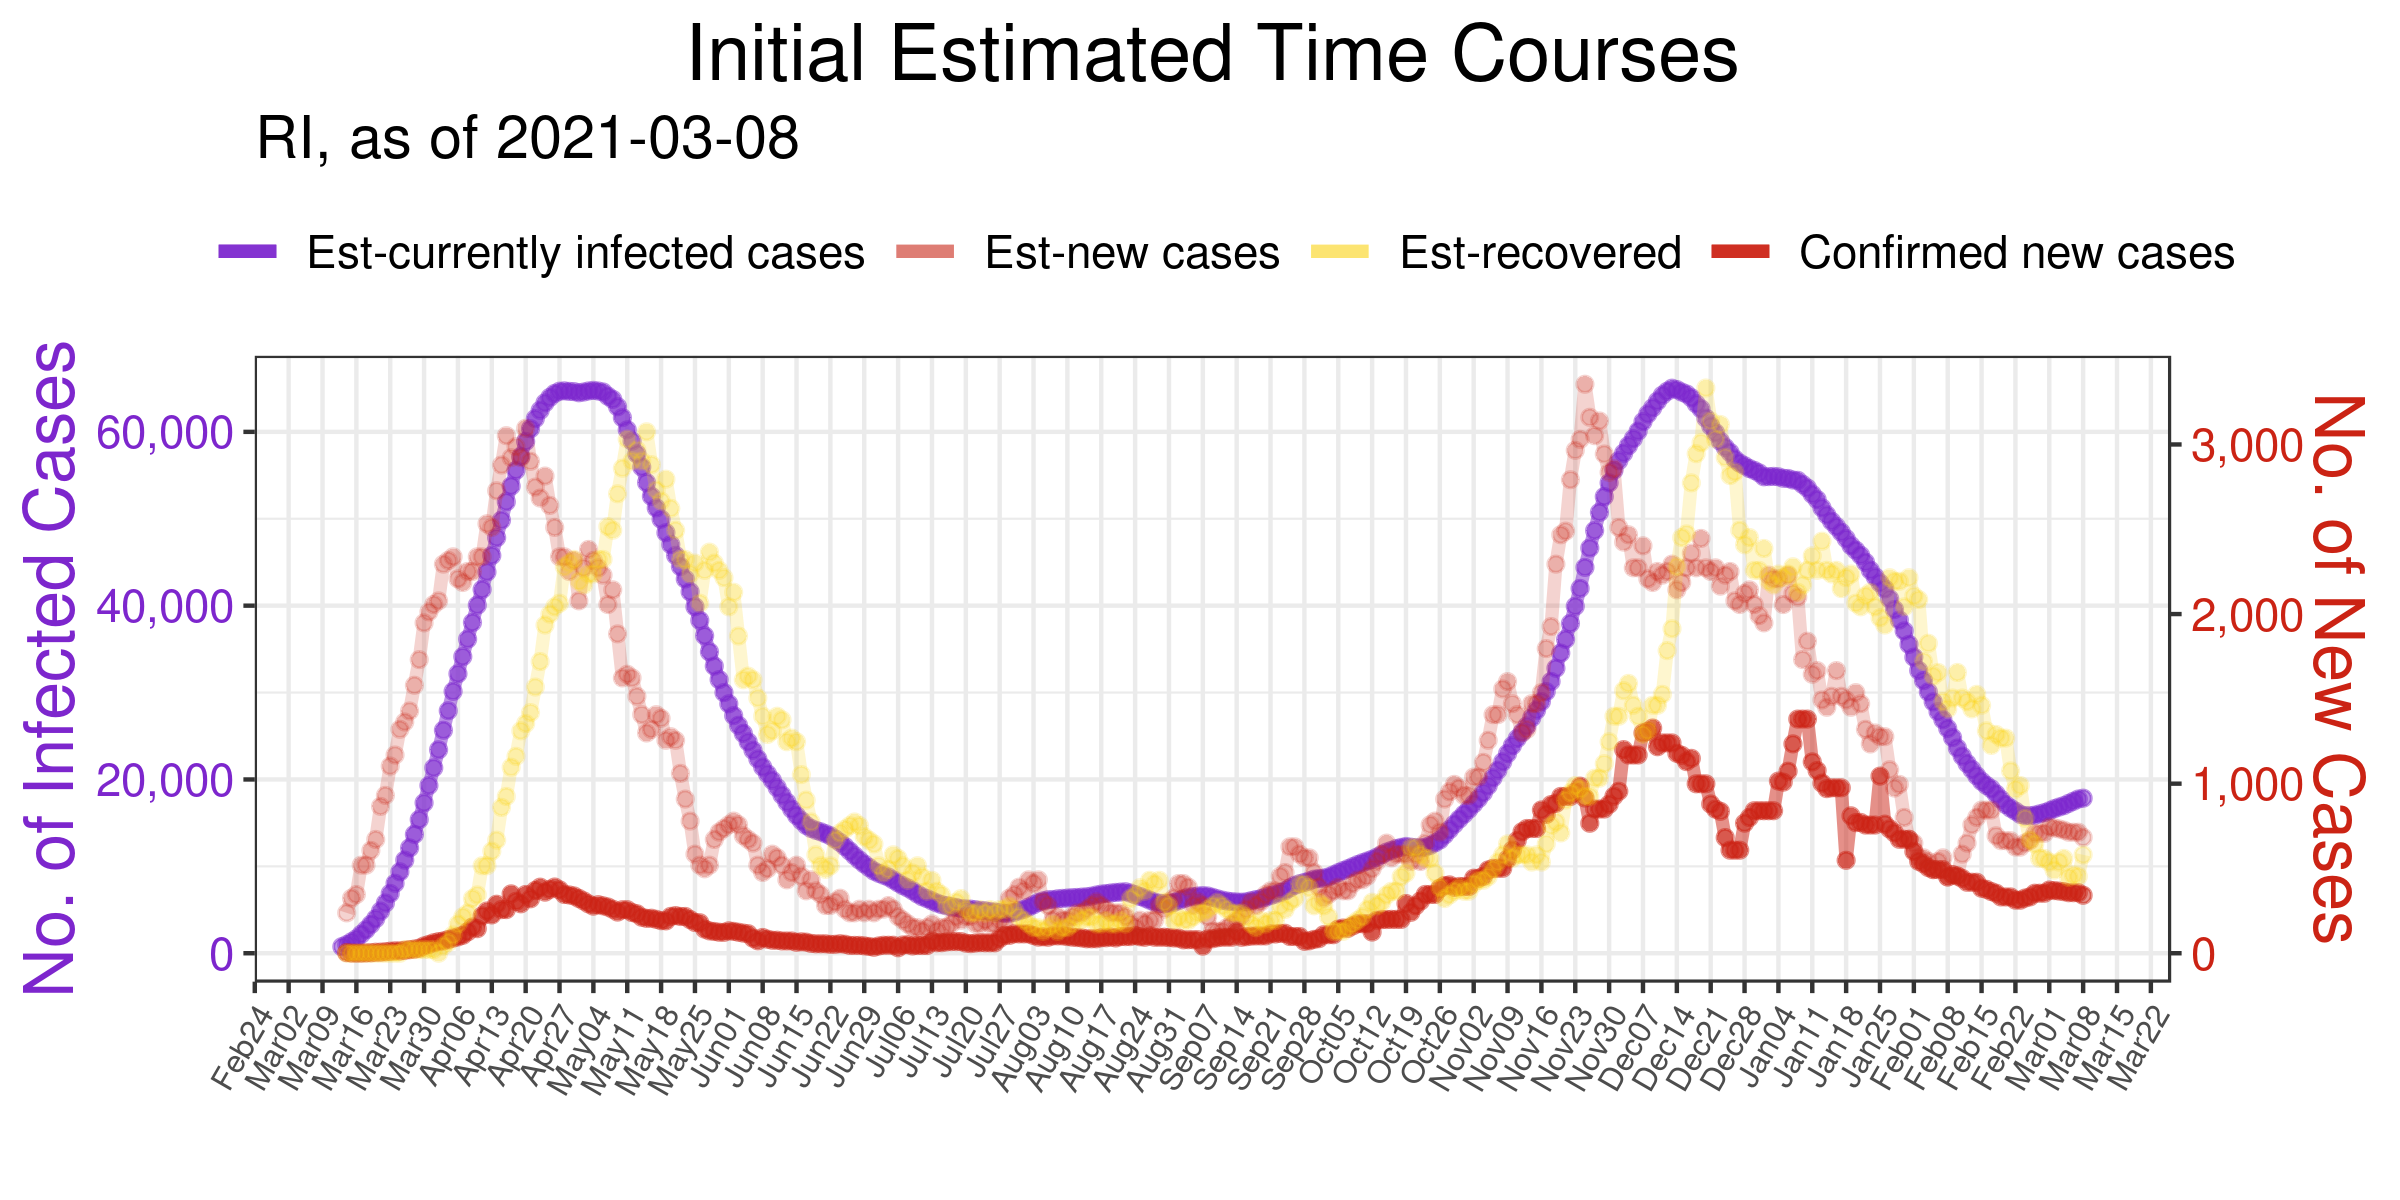 Initial Estimated Time Courses
RI, as of 2021-03-08
Est-currently infected cases Est-new cases Est-recovered Confirmed new cases
No. of Infected Cases
60,000
40,000
20,000
0
3,000
2,000
1,000
0
No. of New Cases
Feb24 Mar02 Mar09 Mar16 Mar23 Mar30 Apr06 Apr13 Apr20 Apr27 May04 May11 May18 May25 Jun01 Jun08 Jun15 Jun22 Jun29 Jul06 Jul13 Jul20 Jul27 Aug03 Aug10 Aug17 Aug24 Aug31 Sep07 Sep14 Sep21 Sep28 Oct05 Oct12 Oct19 Oct26 Nov02 Nov09 Nov16 Nov23 Nov30 Dec07 Dec14 Dec21 Dec28 Jan04 Jan11 Jan18 Jan25 Feb01 Feb08 Feb15 Feb22 Mar01 Mar08 Mar15 Mar22